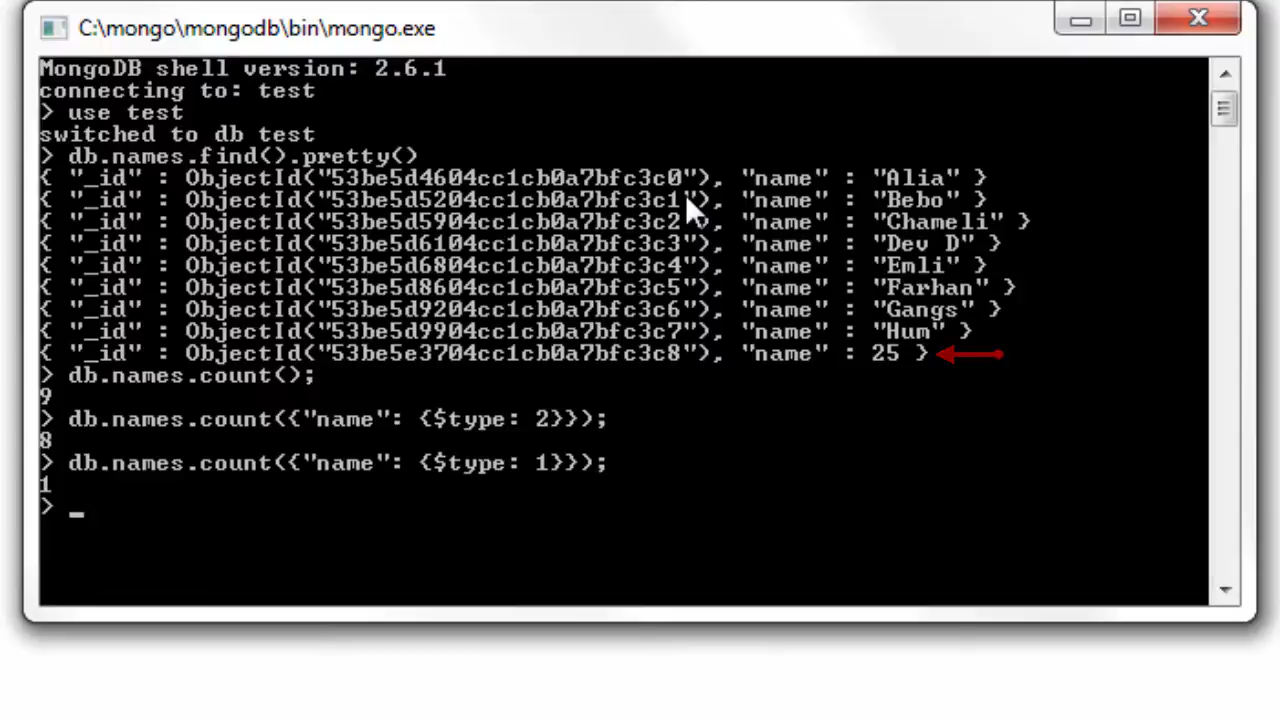 C:\mongo\mongodb\bin\mongo.exe
MongoDB shell version: 2.6.1
connecting to: test
> use test
switched to db test
> db.names.find().pretty()
{ "_id" : ObjectId("53be5d4604cc1cb0a7bfc3c0"), "name" : "Alia" }
{ "_id" : ObjectId("53be5d5204cc1cb0a7bfc3c1"), "name" : "Bebo" }
{ "_id" : ObjectId("53be5d5904cc1cb0a7bfc3c2"), "name" : "Chameli" }
{ "_id" : ObjectId("53be5d6104cc1cb0a7bfc3c3"), "name" : "Dev D" }
{ "_id" : ObjectId("53be5d6804cc1cb0a7bfc3c4"), "name" : "Emli" }
{ "_id" : ObjectId("53be5d8604cc1cb0a7bfc3c5"), "name" : "Farhan" }
{ "_id" : ObjectId("53be5d9204cc1cb0a7bfc3c6"), "name" : "Gangs" }
{ "_id" : ObjectId("53be5d9904cc1cb0a7bfc3c7"), "name" : "Hum" }
{ "_id" : ObjectId("53be5e3704cc1cb0a7bfc3c8"), "name" : 25 }
> db.names.count();
9
> db.names.count({"name": {$type: 2}});
8
> db.names.count({"name": {$type: 1}});
1
> _